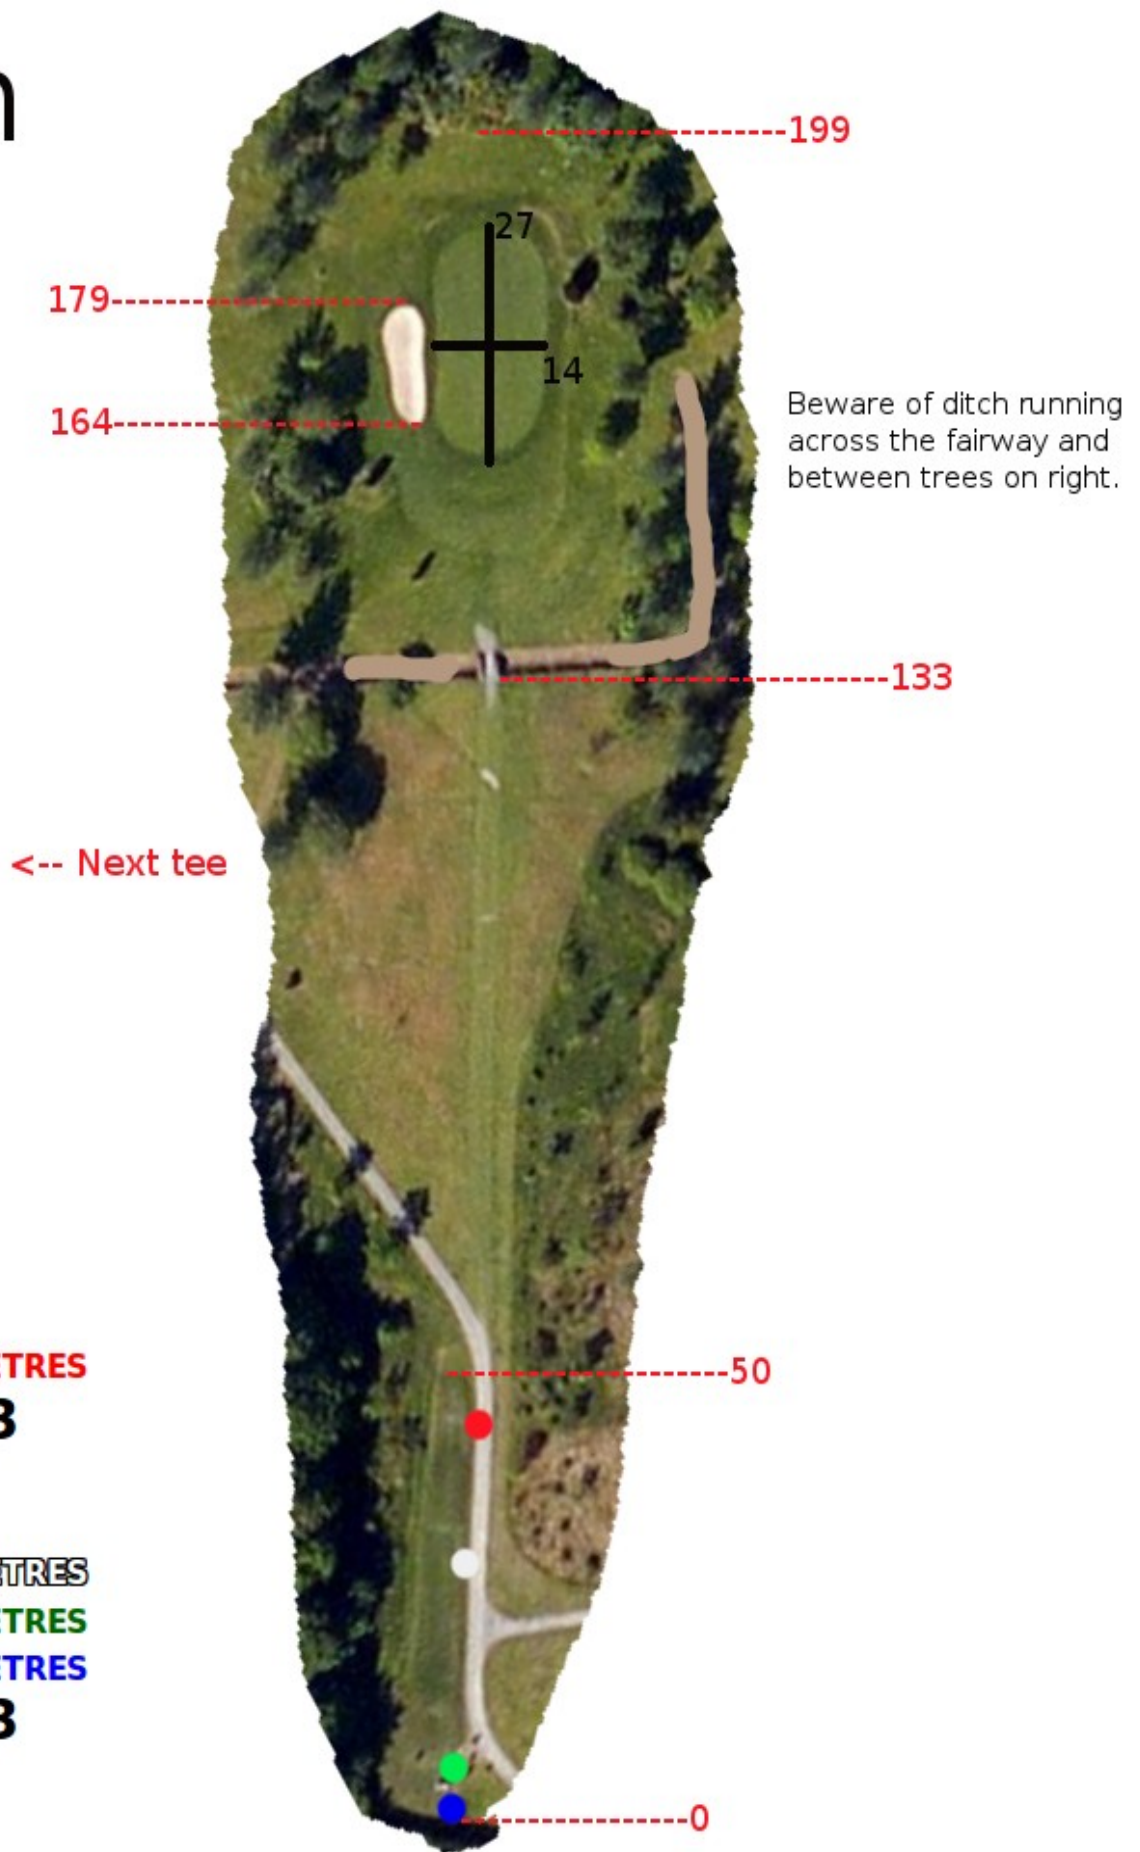 199
27
179
14
164
Beware of ditch running
across the fairway and
between trees on right.
133
<-- Next tee
50
0